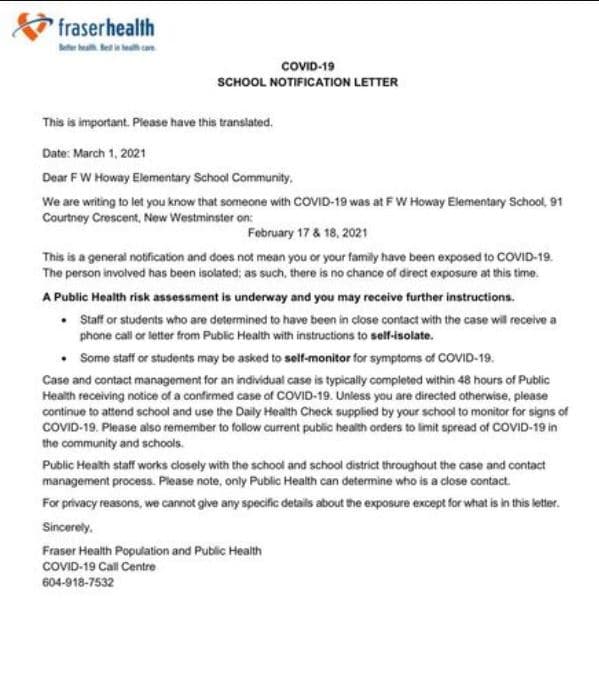 fraserhealth
Better health. Best in health care.
COVID-19
SCHOOL NOTIFICATION LETTER
This is important. Please have this translated.
Date: March 1, 2021
Dear F W Howay Elementary School Community,
We are writing to let you know that someone with COVID-19 was at F W Howay Elementary School, 91
Courtney Crescent, New Westminster on:
February 17 & 18, 2021
This is a general notification and does not mean you or your family have been exposed to COVID-19.
The person involved has been isolated; as such, there is no chance of direct exposure at this time.
A Public Health risk assessment is underway and you may receive further instructions.
• Staff or students who are determined to have been in close contact with the case will receive a
phone call or letter from Public Health with instructions to self-isolate.
• Some staff or students may be asked to self-monitor for symptoms of COVID-19.
Case and contact management for an individual case is typically completed within 48 hours of Public
Health receiving notice of a confirmed case of COVID-19. Unless you are directed otherwise, please
continue to attend school and use the Daily Health Check supplied by your school to monitor for signs of
COVID-19. Please also remember to follow current public health orders to limit spread of COVID-19 in
the community and schools.
Public Health staff works closely with the school and school district throughout the case and contact
management process. Please note, only Public Health can determine who is a close contact.
For privacy reasons, we cannot give any specific details about the exposure except for what is in this letter.
Sincerely,
Fraser Health Population and Public Health
COVID-19 Call Centre
604-918-7532